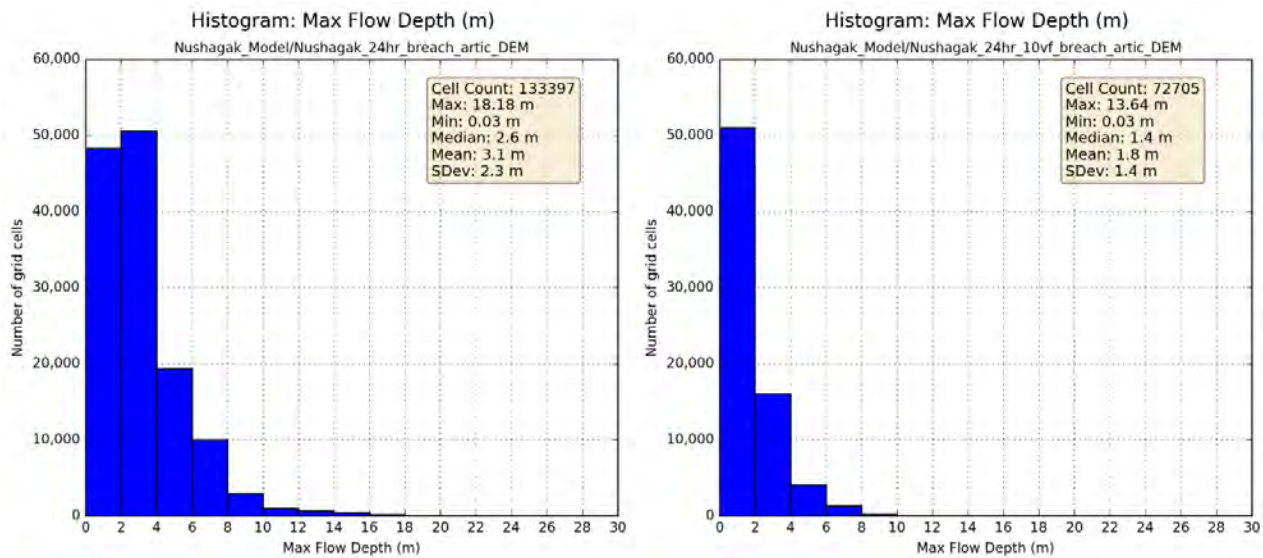 Histogram: Max Flow Depth (m)
Nushagak_Model/Nushagak_24hr_breach_artic_DEM
60,000
50,000
40,000
30,000
20,000
10,000
0
Number of grid cells
Cell Count: 133397
Max: 18.18 m
Min: 0.03 m
Median: 2.6 m
Mean: 3.1 m
SDev: 2.3 m
0 2 4 6 8 10 12 14 16 18 20 22 24 26 28 30
Max Flow Depth (m)
Histogram: Max Flow Depth (m)
Nushagak_Model/Nushagak_24hr_10vf_breach_artic_DEM
60,000
50,000
40,000
30,000
20,000
10,000
0
Number of grid cells
Cell Count: 72705
Max: 13.64 m
Min: 0.03 m
Median: 1.4 m
Mean: 1.8 m
SDev: 1.4 m
0 2 4 6 8 10 12 14 16 18 20 22 24 26 28 30
Max Flow Depth (m)